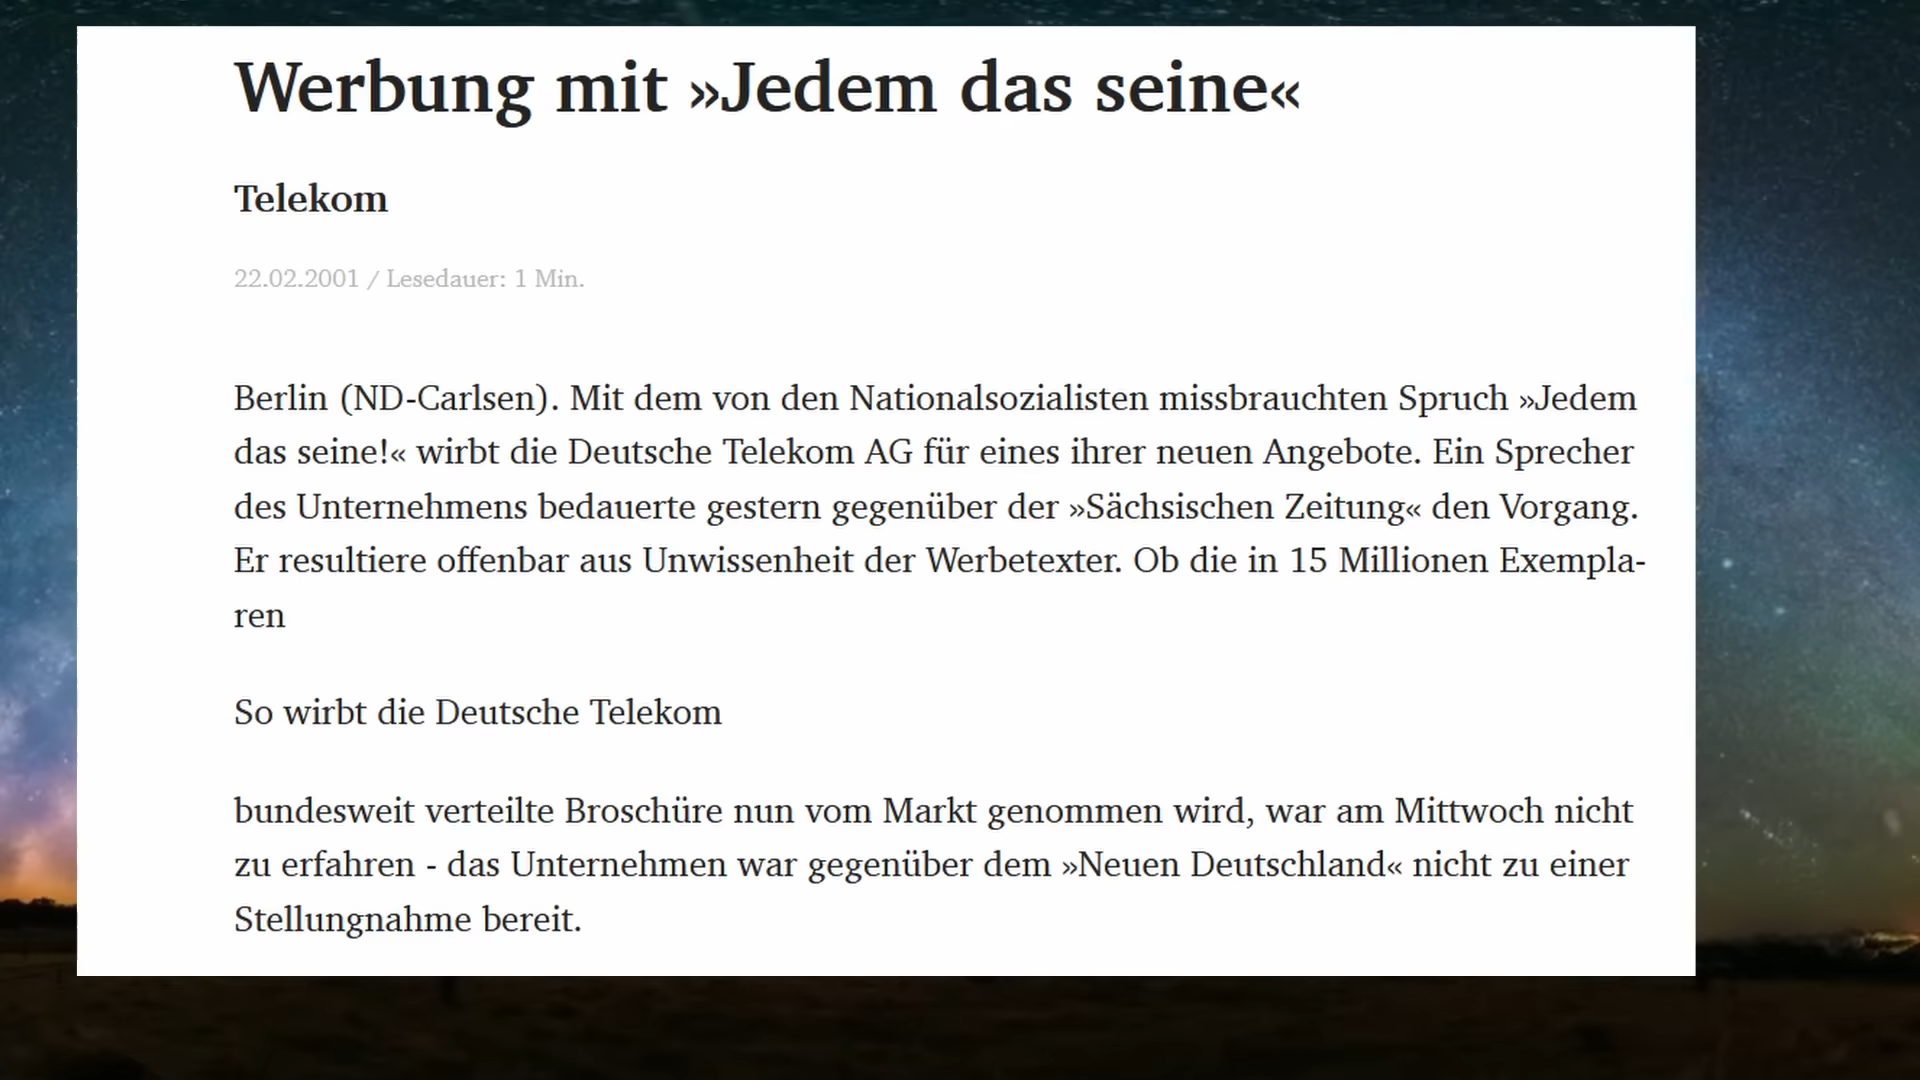 Werbung mit »Jedem das seine«
Telekom
22.02.2001 / Lesedauer: 1 Min.
Berlin (ND-Carlsen). Mit dem von den Nationalsozialisten missbrauchten Spruch »Jedem
das seine!« wirbt die Deutsche Telekom AG für eines ihrer neuen Angebote. Ein Sprecher
des Unternehmens bedauerte gestern gegenüber der »Sächsischen Zeitung« den Vorgang.
Er resultiere offenbar aus Unwissenheit der Werbetexter. Ob die in 15 Millionen Exempla-
ren
So wirbt die Deutsche Telekom
bundesweit verteilte Broschüre nun vom Markt genommen wird, war am Mittwoch nicht
zu erfahren - das Unternehmen war gegenüber dem »Neuen Deutschland« nicht zu einer
Stellungnahme bereit.